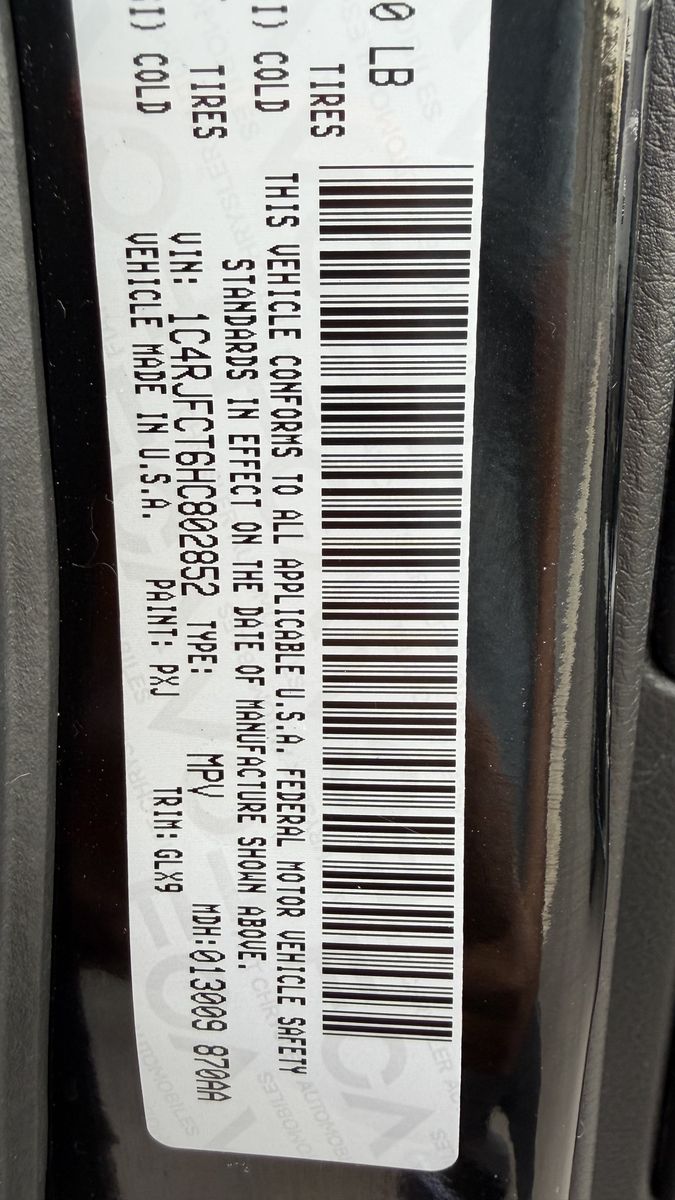 0 LB
TIRES
I) COLD
TIRES
I) COLD
THIS VEHICLE CONFORMS TO ALL APPLICABLE U.S.A. FEDERAL MOTOR VEHICLE SAFETY
STANDARDS IN EFFECT ON THE DATE OF MANUFACTURE SHOWN ABOVE.
VIN: 1C4RJFCT6HC802852 TYPE: MPV MDH:013009 870AA
VEHICLE MADE IN U.S.A. PAINT: PXJ TRIM: GLX9